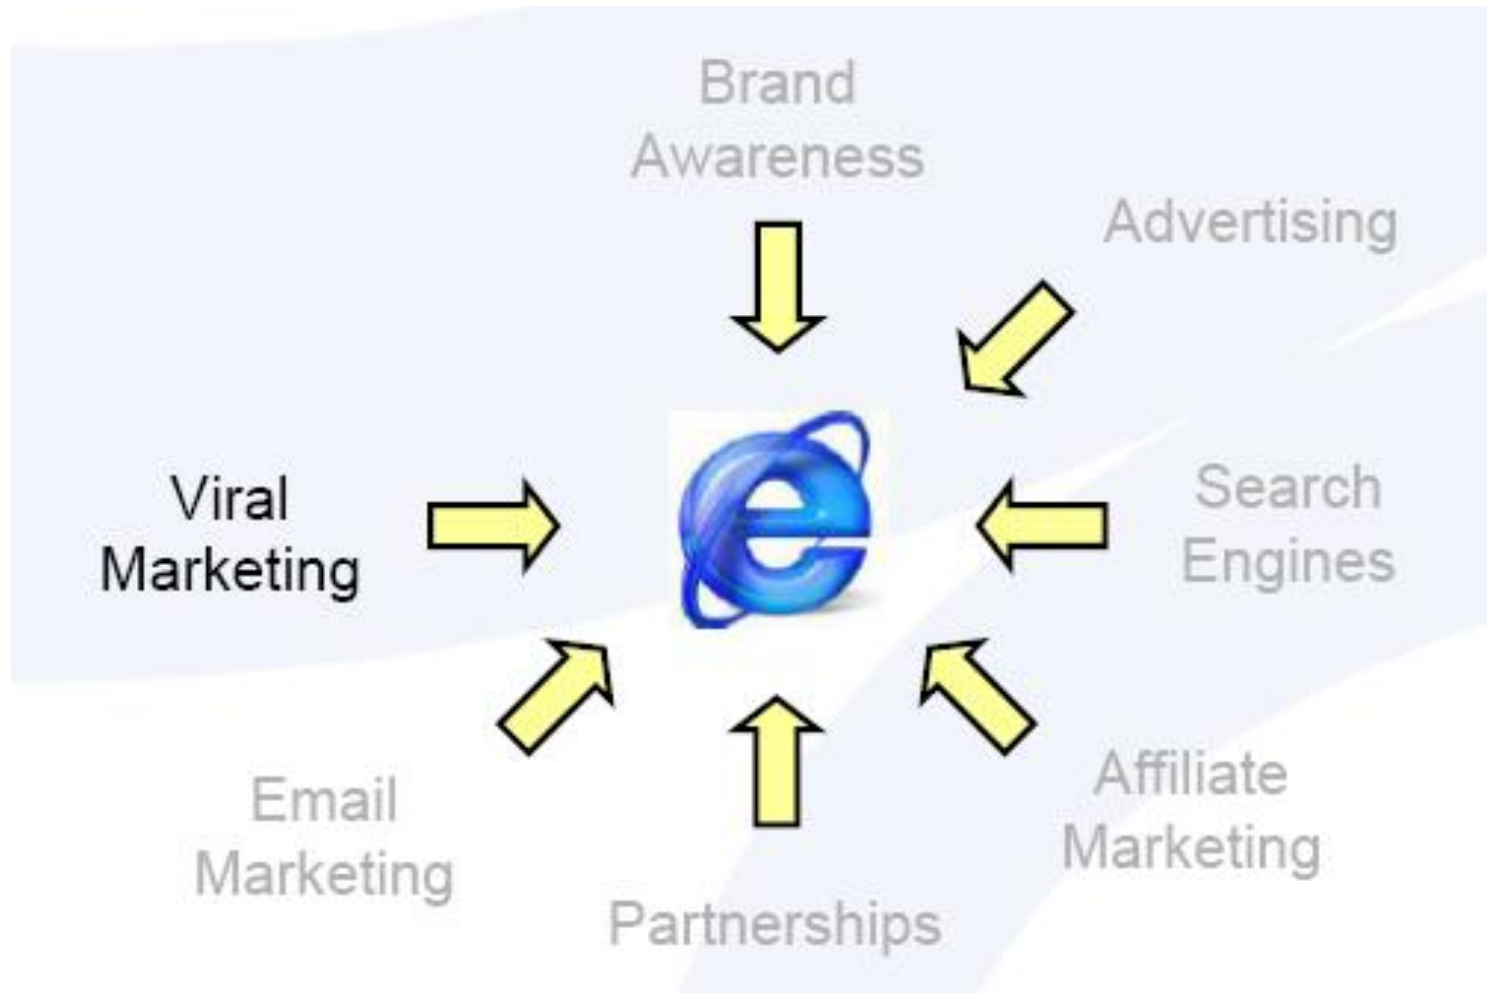 Brand
Awareness
Advertising
Search
Engines
Affiliate
Marketing
Partnerships
Email
Marketing
Viral
Marketing